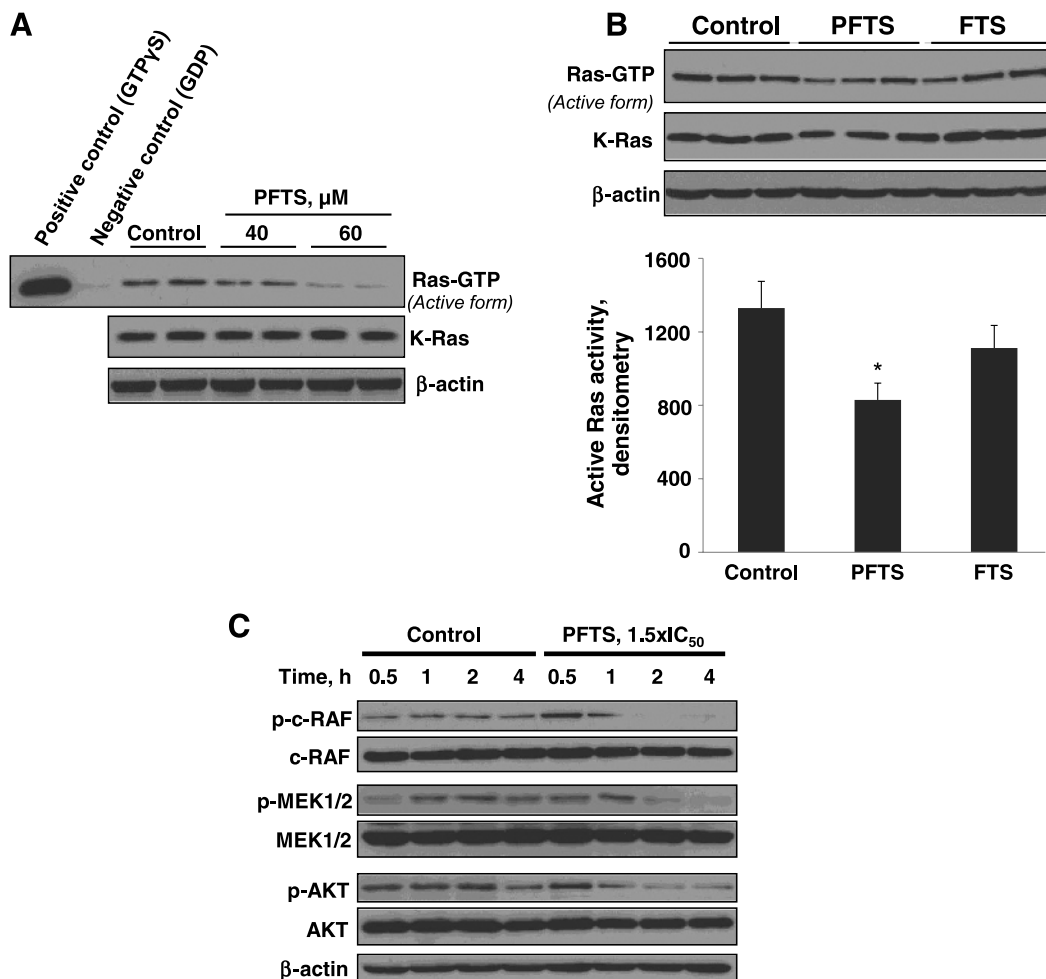 A
Positive control (GTPγS)
Negative control (GDP)
PFTS, μM
Control 40 60
Ras-GTP
(Active form)
K-Ras
β-actin
B
Control PFTS FTS
Ras-GTP
(Active form)
K-Ras
β-actin
Active Ras activity,
densitometry
1600
1200
800
400
0
*
Control PFTS FTS
C
Control PFTS, 1.5xIC50
Time, h 0.5 1 2 4 0.5 1 2 4
p-c-RAF
c-RAF
p-MEK1/2
MEK1/2
p-AKT
AKT
β-actin